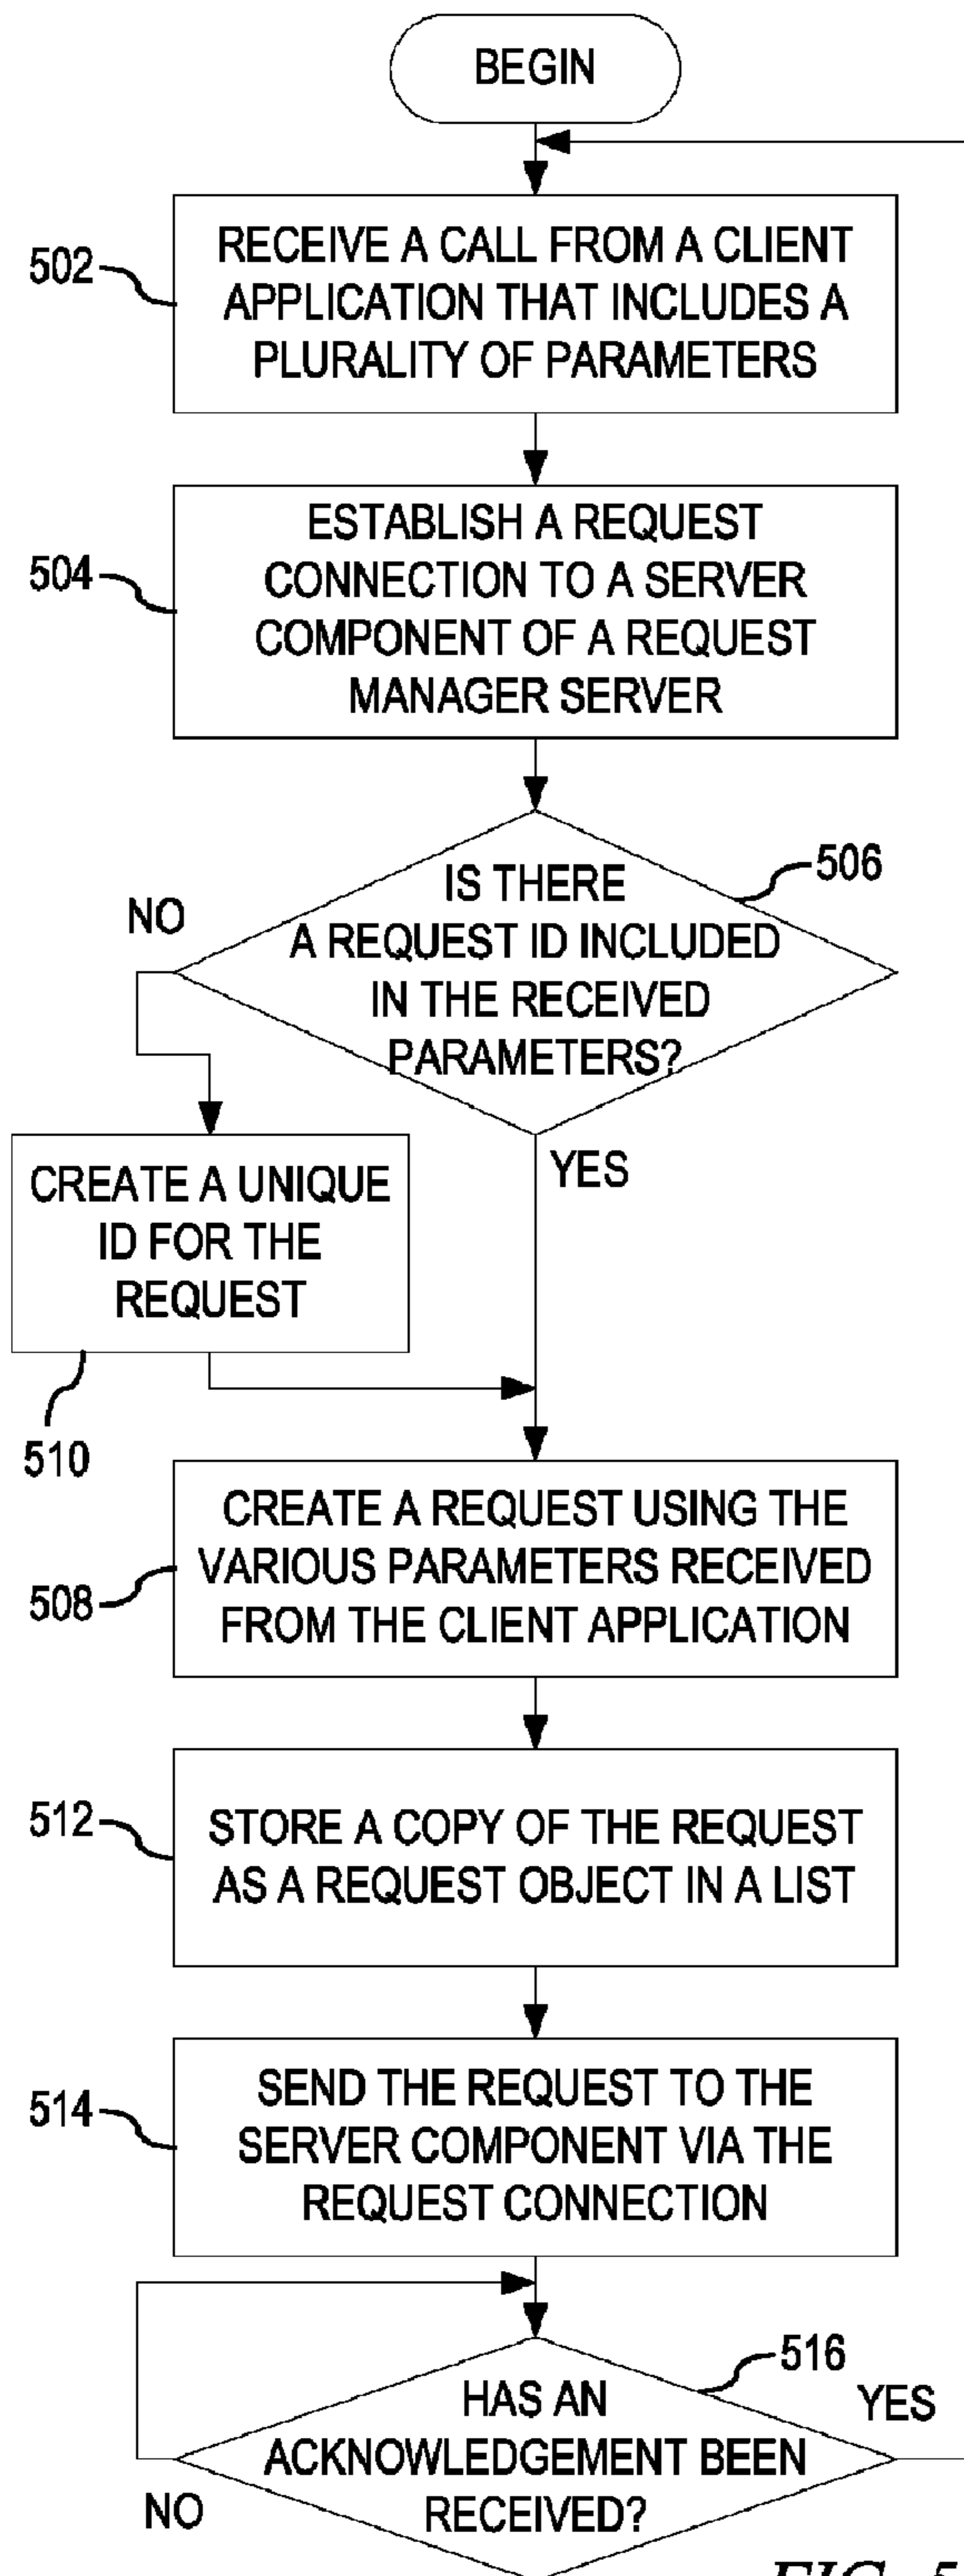 BEGIN
502
RECEIVE A CALL FROM A CLIENT
APPLICATION THAT INCLUDES A
PLURALITY OF PARAMETERS
504
ESTABLISH A REQUEST
CONNECTION TO A SERVER
COMPONENT OF A REQUEST
MANAGER SERVER
506
IS THERE
A REQUEST ID INCLUDED
IN THE RECEIVED
PARAMETERS?
NO
YES
CREATE A UNIQUE
ID FOR THE
REQUEST
510
508
CREATE A REQUEST USING THE
VARIOUS PARAMETERS RECEIVED
FROM THE CLIENT APPLICATION
512
STORE A COPY OF THE REQUEST
AS A REQUEST OBJECT IN A LIST
514
SEND THE REQUEST TO THE
SERVER COMPONENT VIA THE
REQUEST CONNECTION
516
HAS AN
ACKNOWLEDGEMENT BEEN
RECEIVED?
YES
NO
FIG. 5